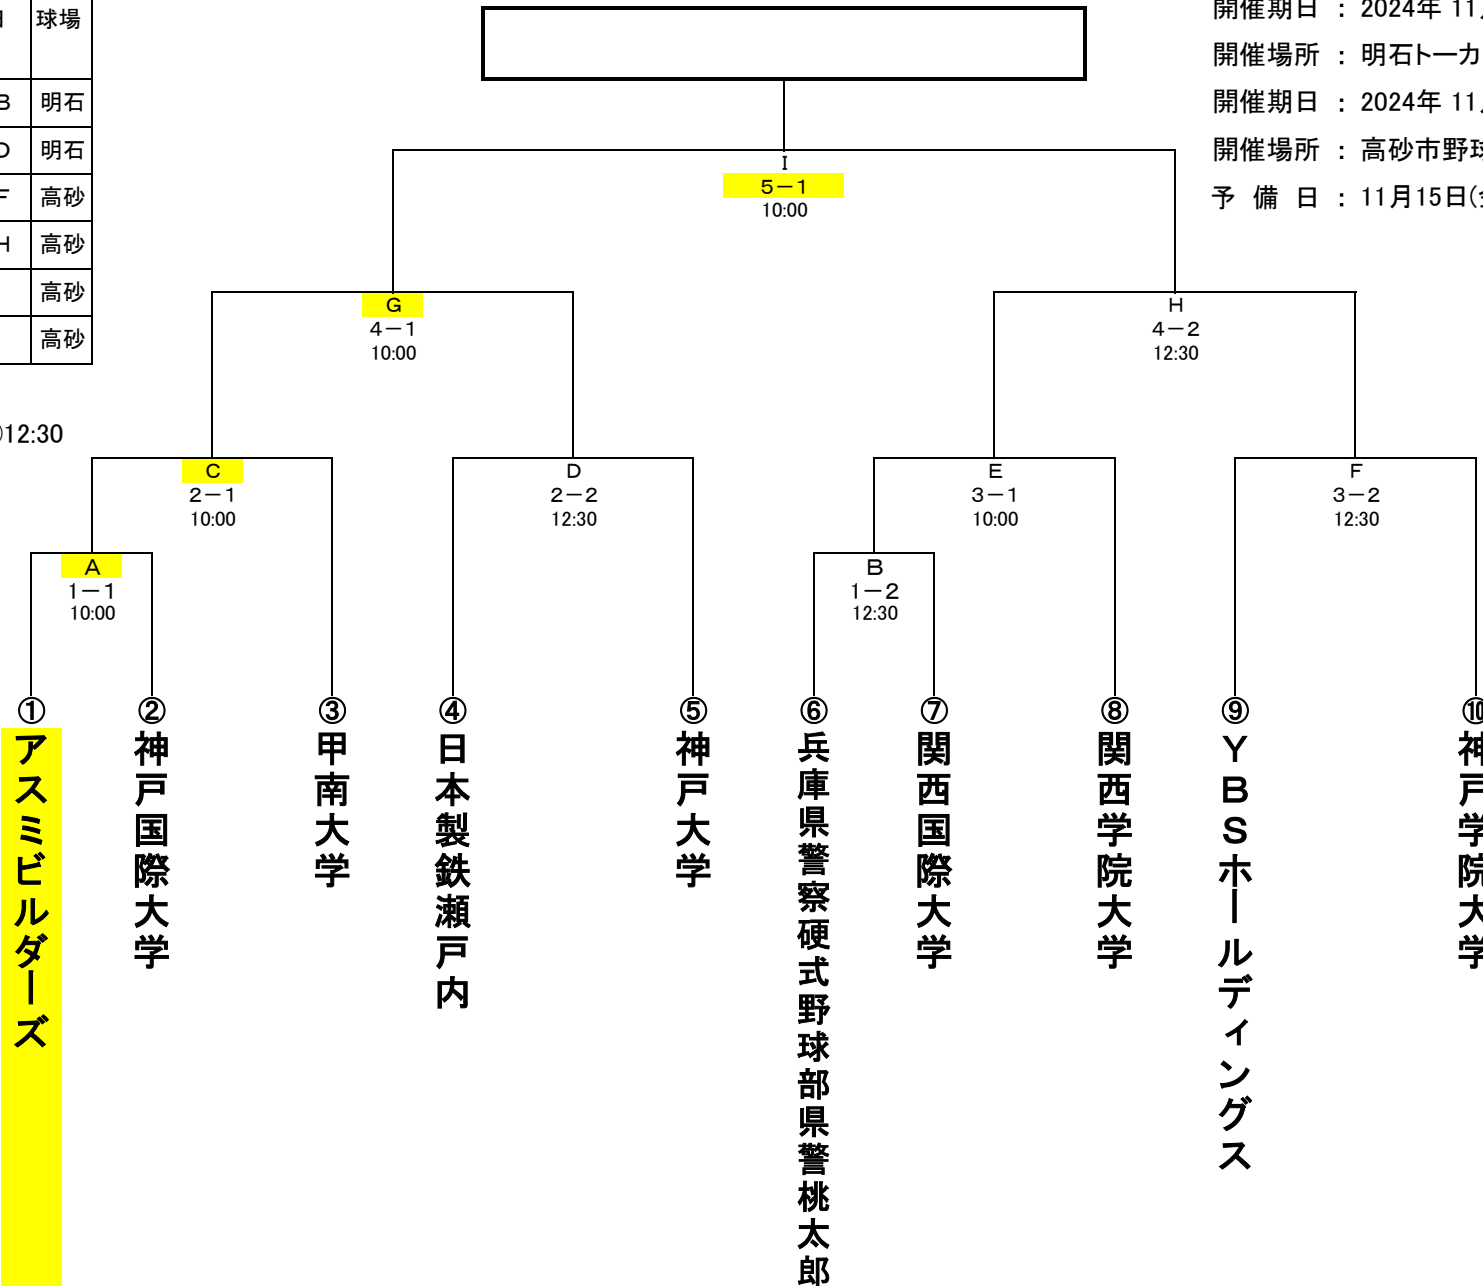 球場
B 明石
D 明石
F 高砂
H 高砂
高砂
高砂
12:30
開催期日 : 2024年 11
開催場所 : 明石トーカ
開催期日 : 2024年 11
開催場所 : 高砂市野球
予 備 日 : 11月15日(
I
5－1
10:00
G
4－1
10:00
H
4－2
12:30
C
2－1
10:00
D
2－2
12:30
E
3－1
10:00
F
3－2
12:30
A
1－1
10:00
B
1－2
12:30
①アスミビルダーズ
②神戸国際大学
③甲南大学
④日本製鉄瀬戸内
⑤神戸大学
⑥兵庫県警察硬式野球部県警桃太郎
⑦関西国際大学
⑧関西学院大学
⑨YBSホールディングス
⑩神戸学院大学